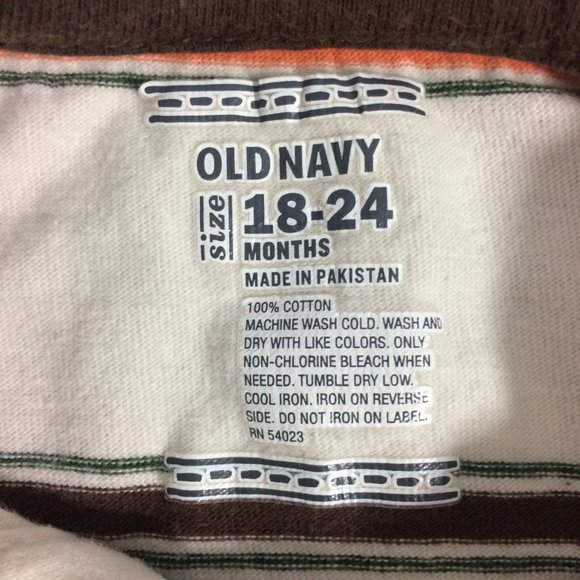 OLD NAVY
size
18-24
MONTHS
MADE IN PAKISTAN
100% COTTON
MACHINE WASH COLD. WASH AND
DRY WITH LIKE COLORS. ONLY
NON-CHLORINE BLEACH WHEN
NEEDED. TUMBLE DRY LOW.
COOL IRON. IRON ON REVERSE
SIDE. DO NOT IRON ON LABEL.
RN 54023